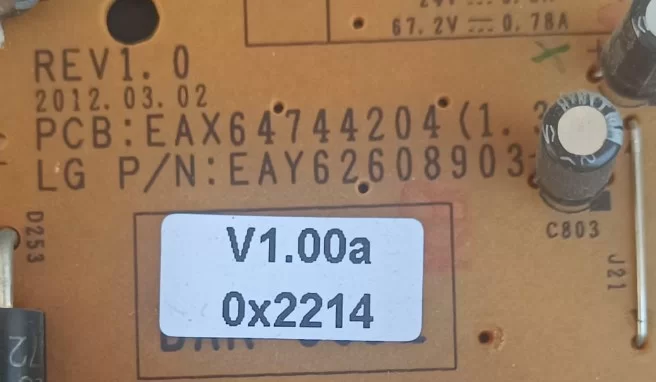 67.2V 0.78A
REV1.0
2012.03.02
PCB:EAX64744204(1.
LG P/N:EAY62608903
D253
C803
J21
V1.00a
0x2214
72